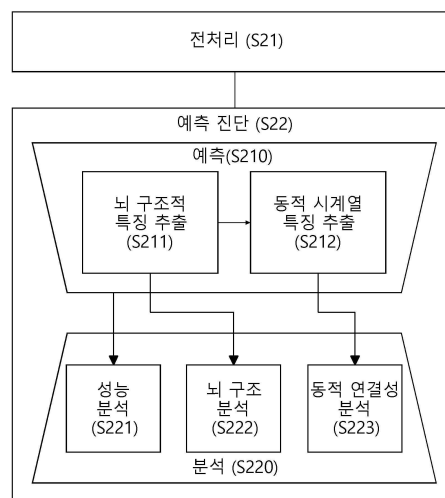 전처리 (S21)
예측 진단 (S22)
예측(S210)
뇌 구조적
특징 추출
(S211)
동적 시계열
특징 추출
(S212)
성능
분석
(S221)
뇌 구조
분석
(S222)
동적 연결성
분석
(S223)
분석 (S220)